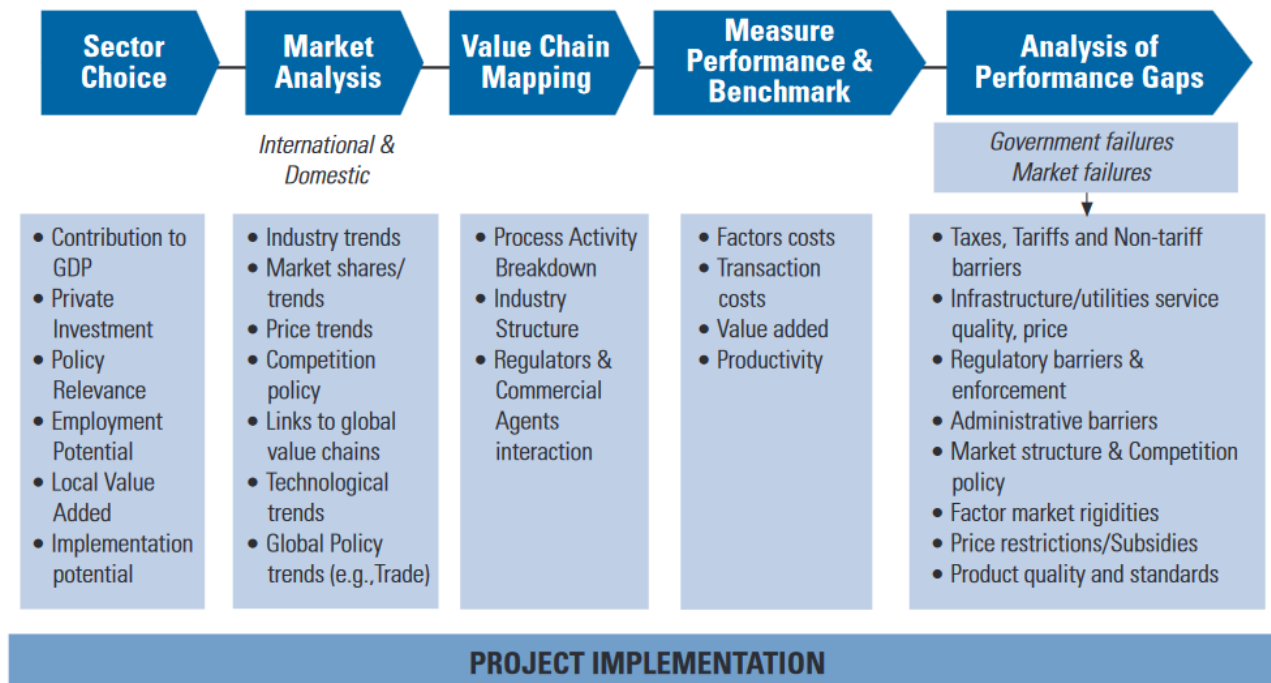 Sector
Choice
Market
Analysis
Value Chain
Mapping
Measure
Performance &
Benchmark
Analysis of
Performance Gaps
International &
Domestic
Government failures
Market failures
• Contribution to
GDP
• Private
Investment
• Policy
Relevance
• Employment
Potential
• Local Value
Added
• Implementation
potential
• Industry trends
• Market shares/
trends
• Price trends
• Competition
policy
• Links to global
value chains
• Technological
trends
• Global Policy
trends (e.g.,Trade)
• Process Activity
Breakdown
• Industry
Structure
• Regulators &
Commercial
Agents
interaction
• Factors costs
• Transaction
costs
• Value added
• Productivity
• Taxes, Tariffs and Non-tariff
barriers
• Infrastructure/utilities service
quality, price
• Regulatory barriers &
enforcement
• Administrative barriers
• Market structure & Competition
policy
• Factor market rigidities
• Price restrictions/Subsidies
• Product quality and standards
PROJECT IMPLEMENTATION